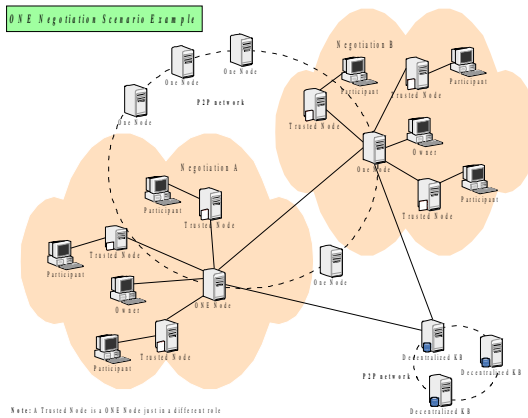 ONE Negotiation Scenario Example
One Node
One Node
One Node
P2P network
Negotiation B
Participant
Trusted Node
Participant
Trusted Node
Owner
One Node
Participant
Trusted Node
Negotiation A
Participant
Trusted Node
Trusted Node
Participant
Owner
ONE Node
One Node
Trusted Node
Participant
Decentralized KB
P2P network
Decentralized KB
Decentralized KB
Note: A Trusted Node is a ONE Node just in a different role